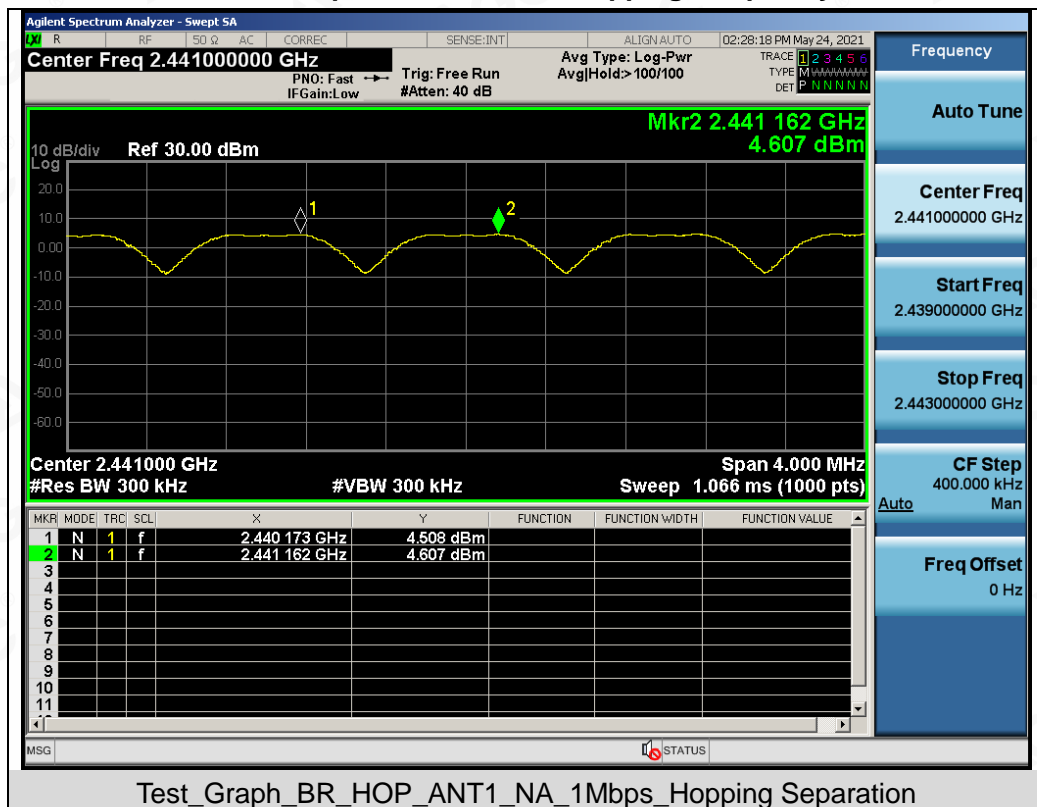 Agilent Spectrum Analyzer - Swept SA
LXI R RF 50 Ω AC CORREC SENSE:INT ALIGN AUTO 02:28:18 PM May 24, 2021
Center Freq 2.441000000 GHz
PNO: Fast
IFGain:Low
Trig: Free Run
#Atten: 40 dB
Avg Type: Log-Pwr
Avg|Hold:>100/100
TRACE 1 2 3 4 5 6
TYPE M
DET P N N N N N
Mkr2 2.441 162 GHz
4.607 dBm
10 dB/div Ref 30.00 dBm
Log
20.0
10.0
0.00
-10.0
-20.0
-30.0
-40.0
-50.0
-60.0
1
2
Center 2.441000 GHz Span 4.000 MHz
#Res BW 300 kHz #VBW 300 kHz Sweep 1.066 ms (1000 pts)
MKR MODE TRC SCL X Y FUNCTION FUNCTION WIDTH FUNCTION VALUE
1 N 1 f 2.440 173 GHz 4.508 dBm
2 N 1 f 2.441 162 GHz 4.607 dBm
3
4
5
6
7
8
9
10
11
MSG STATUS
Frequency
Auto Tune
Center Freq
2.441000000 GHz
Start Freq
2.439000000 GHz
Stop Freq
2.443000000 GHz
CF Step
400.000 kHz
Auto Man
Freq Offset
0 Hz
Test_Graph_BR_HOP_ANT1_NA_1Mbps_Hopping Separation